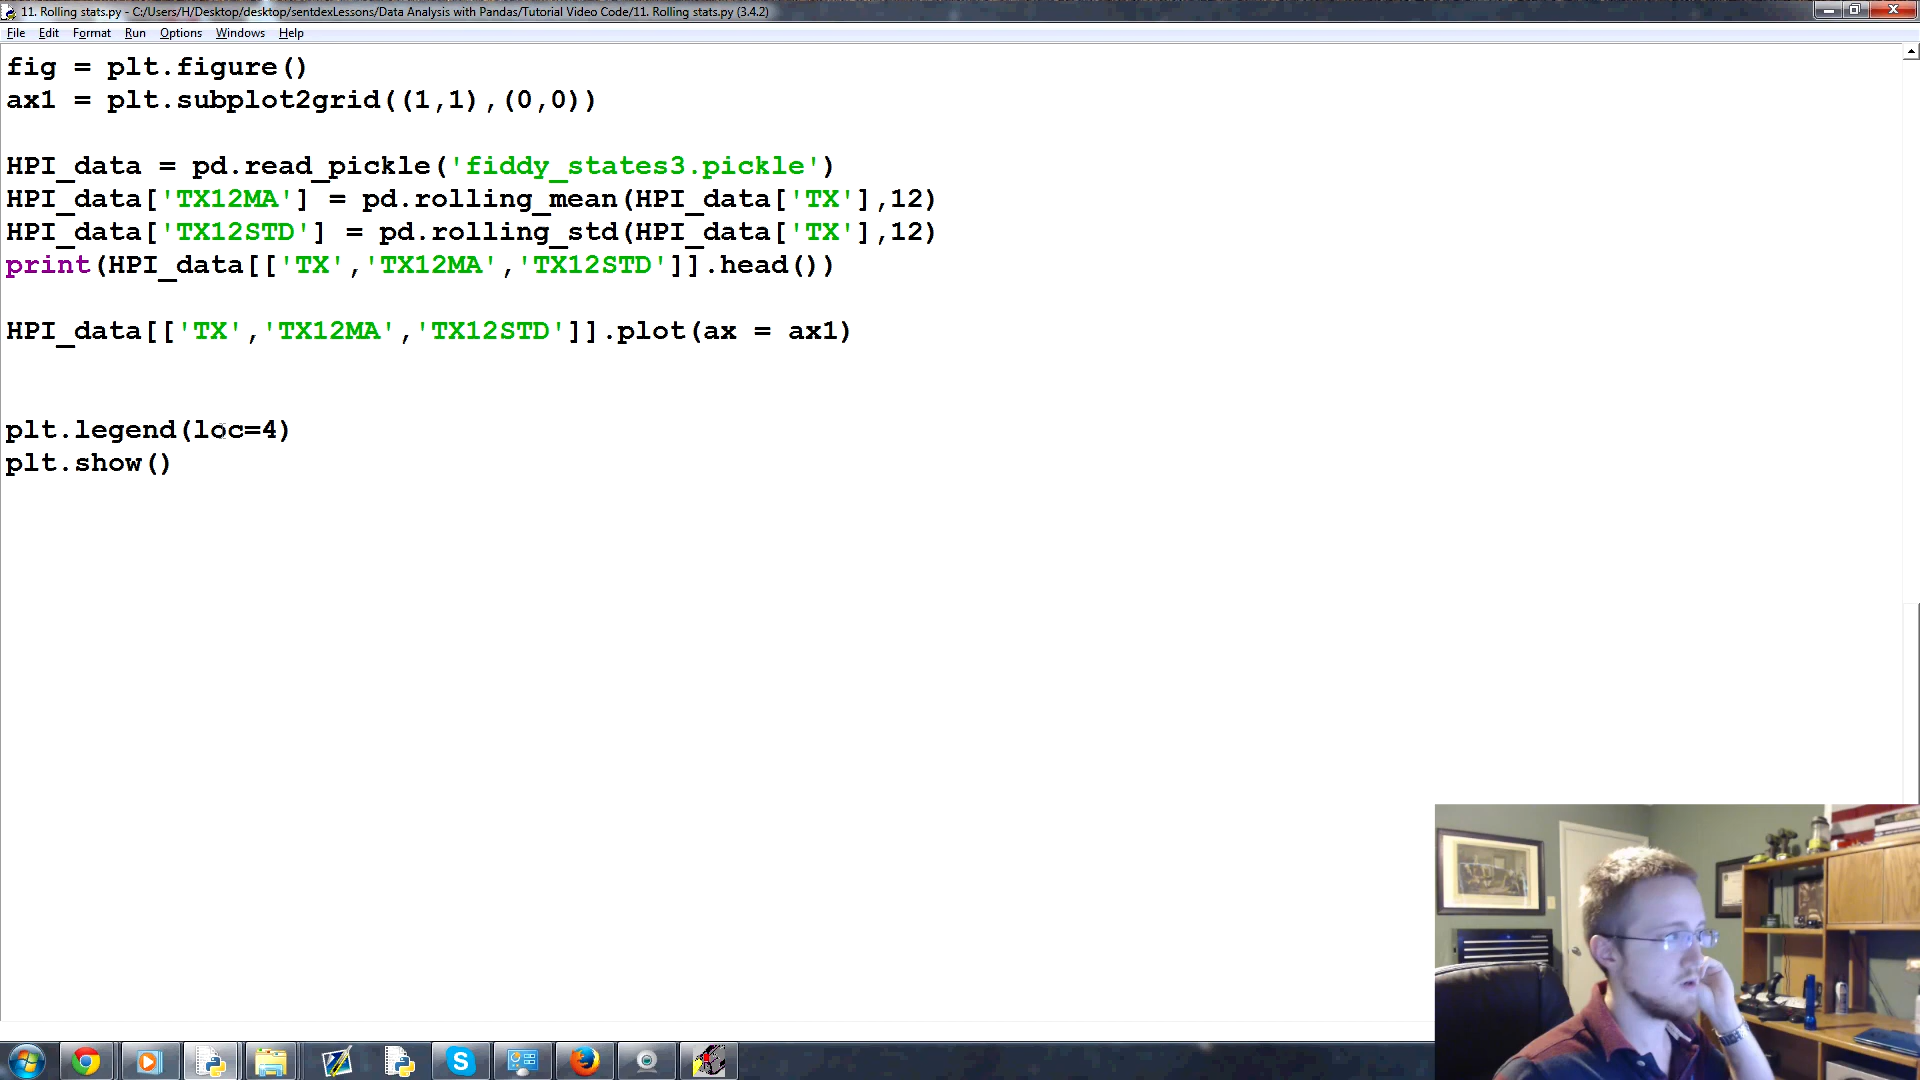 11. Rolling stats.py - C:/Users/H/Desktop/desktop/sentdexLessons/Data Analysis with Pandas/Tutorial Video Code/11. Rolling stats.py (3.4.2)
File Edit Format Run Options Windows Help
fig = plt.figure()
ax1 = plt.subplot2grid((1,1),(0,0))
HPI_data = pd.read_pickle('fiddy_states3.pickle')
HPI_data['TX12MA'] = pd.rolling_mean(HPI_data['TX'],12)
HPI_data['TX12STD'] = pd.rolling_std(HPI_data['TX'],12)
print(HPI_data[['TX','TX12MA','TX12STD']].head())
HPI_data[['TX','TX12MA','TX12STD']].plot(ax = ax1)
plt.legend(loc=4)
plt.show()